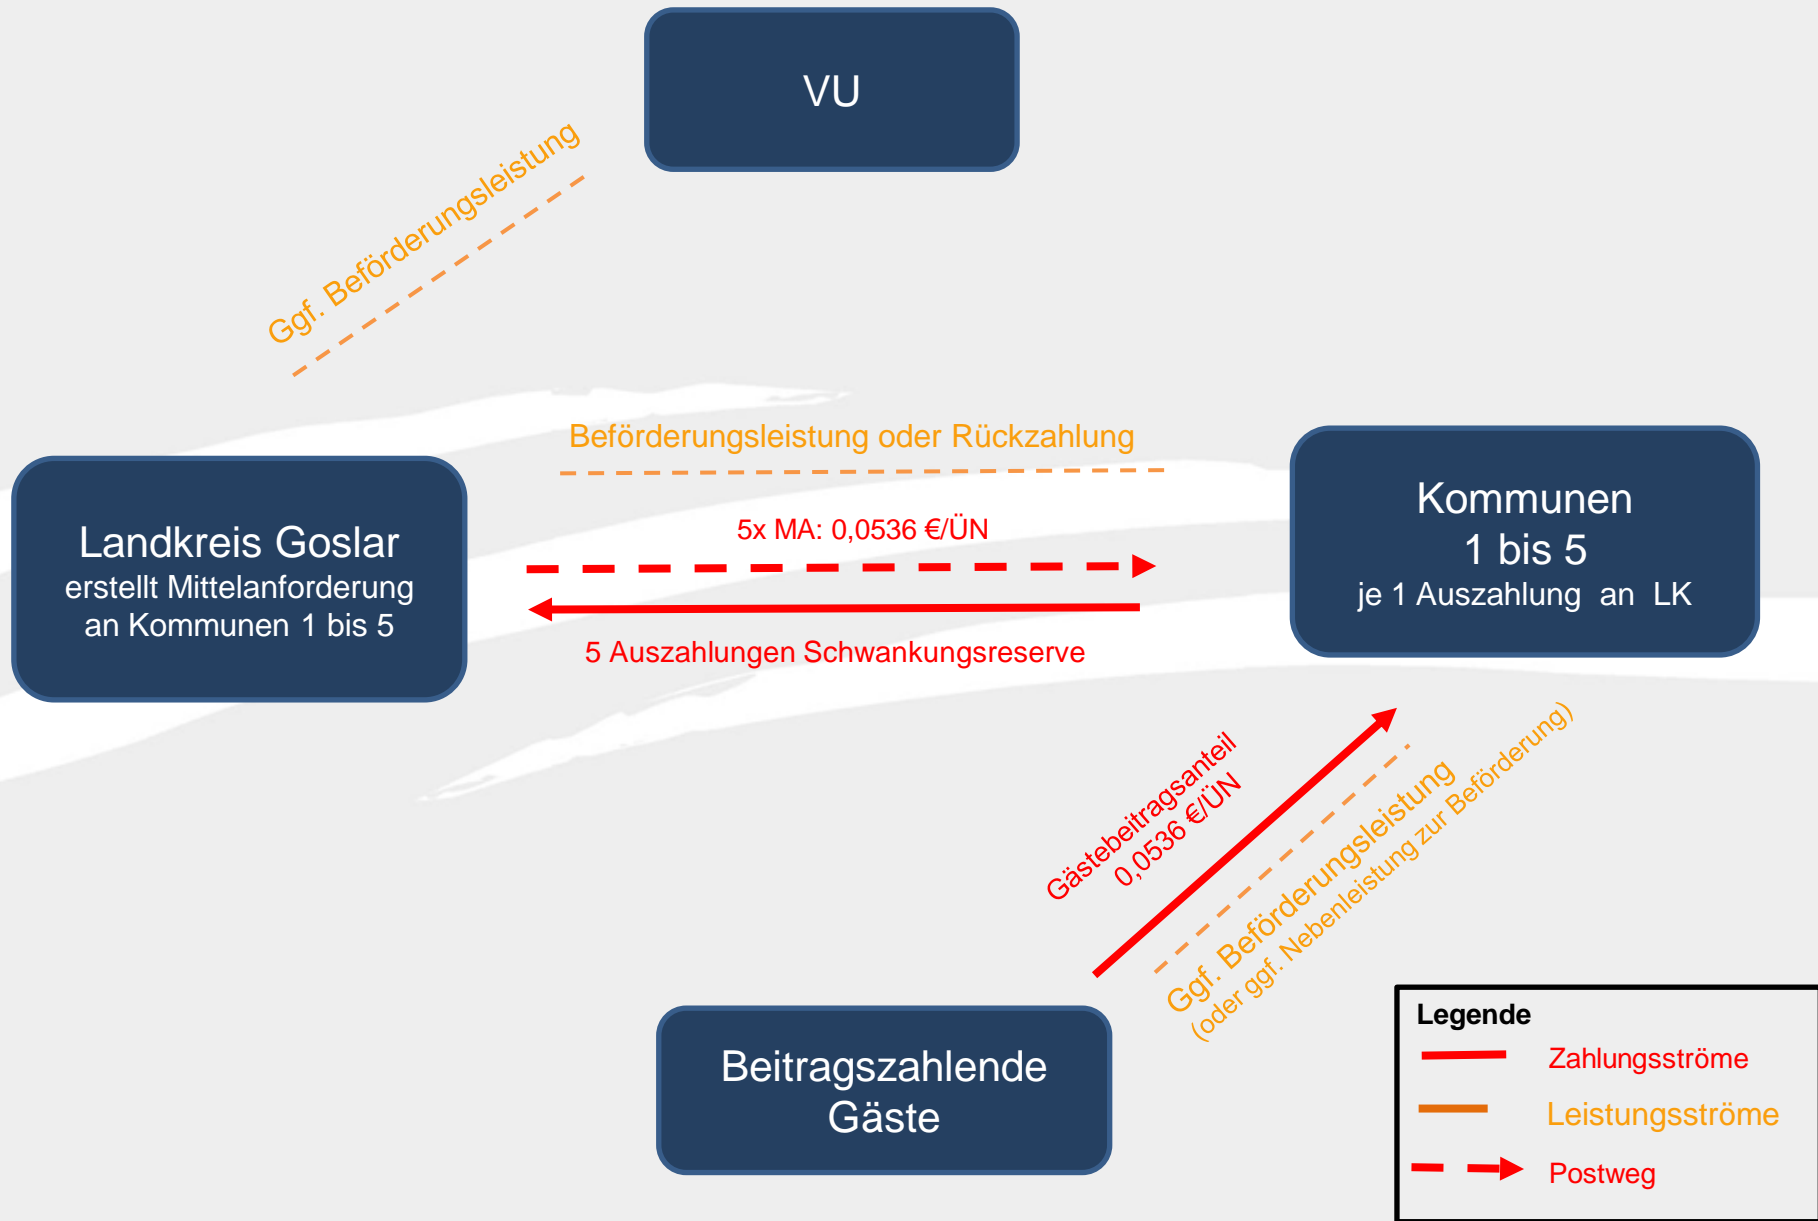 VU
Ggf. Beförderungsleistung
Beförderungsleistung oder Rückzahlung
Landkreis Goslar
erstellt Mittelanforderung
an Kommunen 1 bis 5
5x MA: 0,0536 €/ÜN
5 Auszahlungen Schwankungsreserve
Kommunen
1 bis 5
je 1 Auszahlung an LK
Gästebeitragsanteil
0,0536 €/ÜN
Ggf. Beförderungsleistung
(oder ggf. Nebenleistung zur Beförderung)
Beitragszahlende
Gäste
Legende
Zahlungsströme
Leistungsströme
Postweg